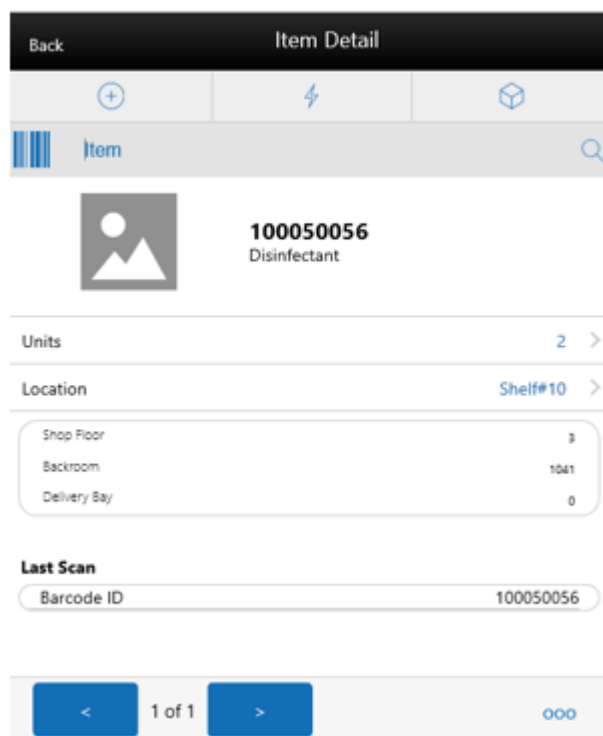 Back Item Detail
Item
100050056
Disinfectant
Units 2 >
Location Shelf#10 >
Shop Floor 3
Backroom 1041
Delivery Bay 0
Last Scan
Barcode ID 100050056
< 1 of 1 > ooo